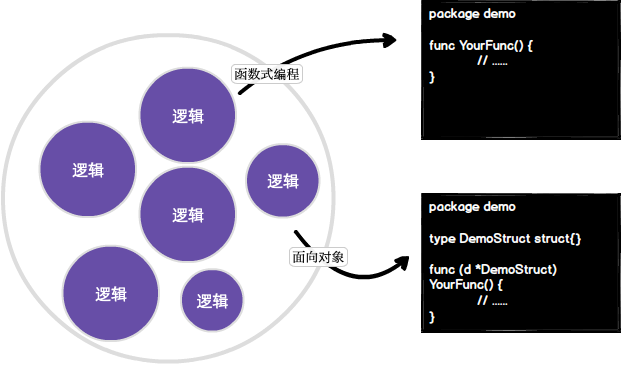 函数式编程
逻辑
逻辑
逻辑
逻辑
逻辑
逻辑
面向对象
package demo
func YourFunc() {
// ......
}
package demo
type DemoStruct struct{}
func (d *DemoStruct)
YourFunc() {
// ......
}